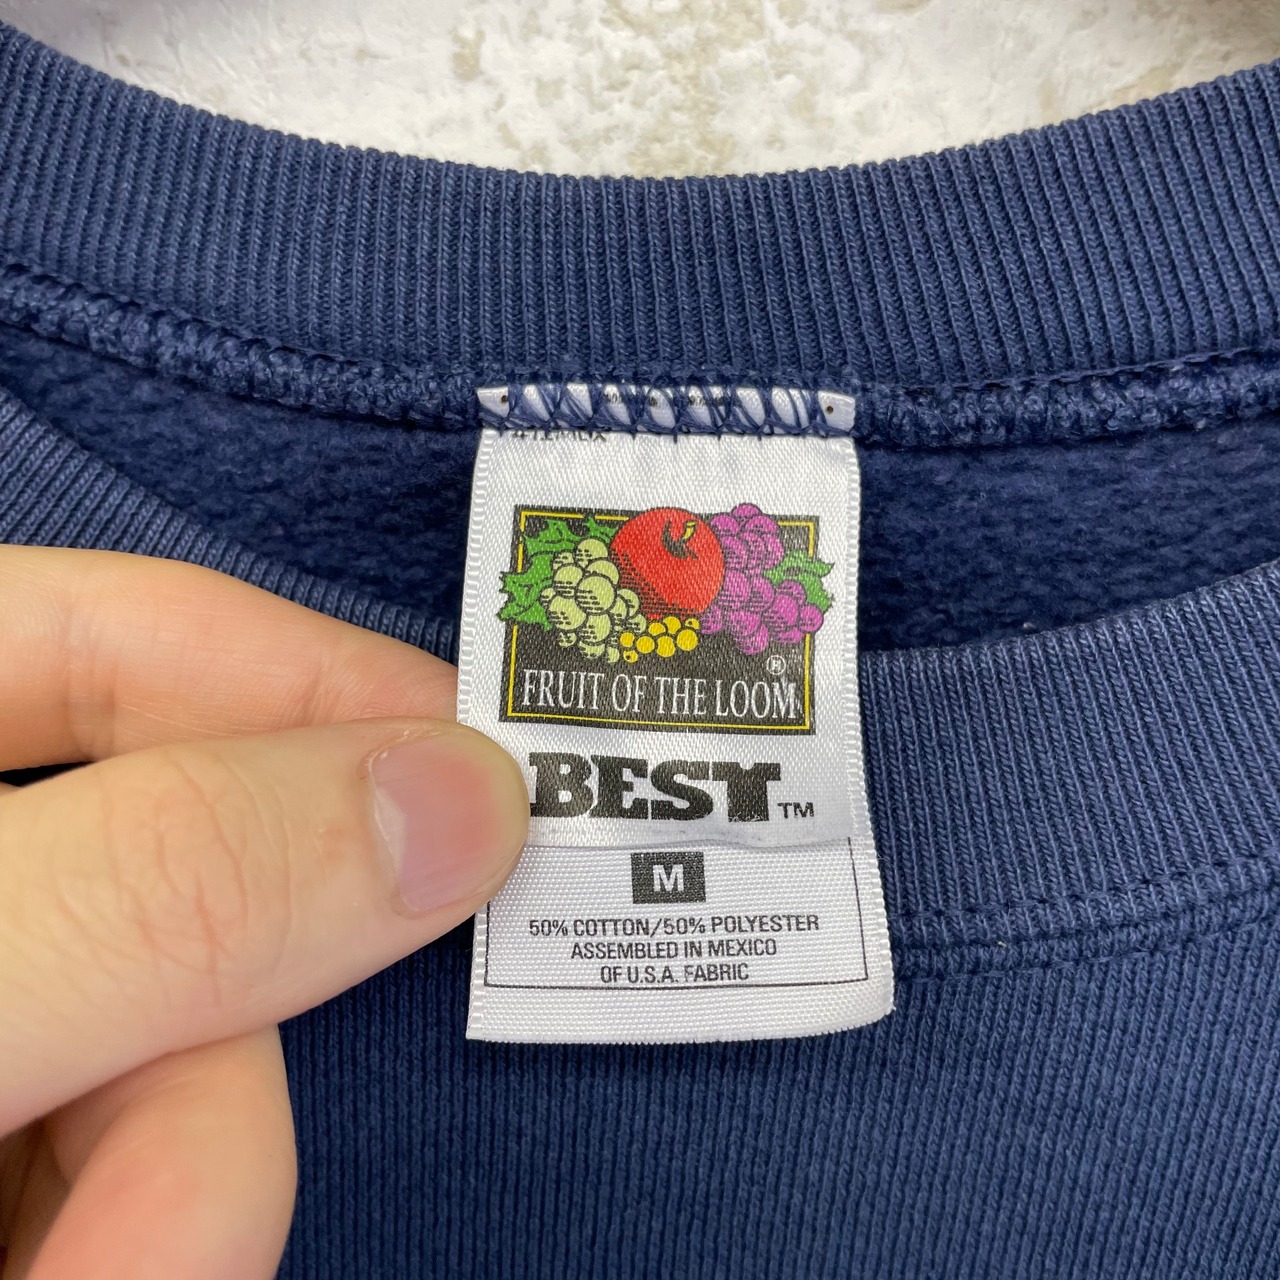 FRUIT OF THE LOOM®
BEST™
M
50% COTTON/50% POLYESTER
ASSEMBLED IN MEXICO
OF U.S.A. FABRIC